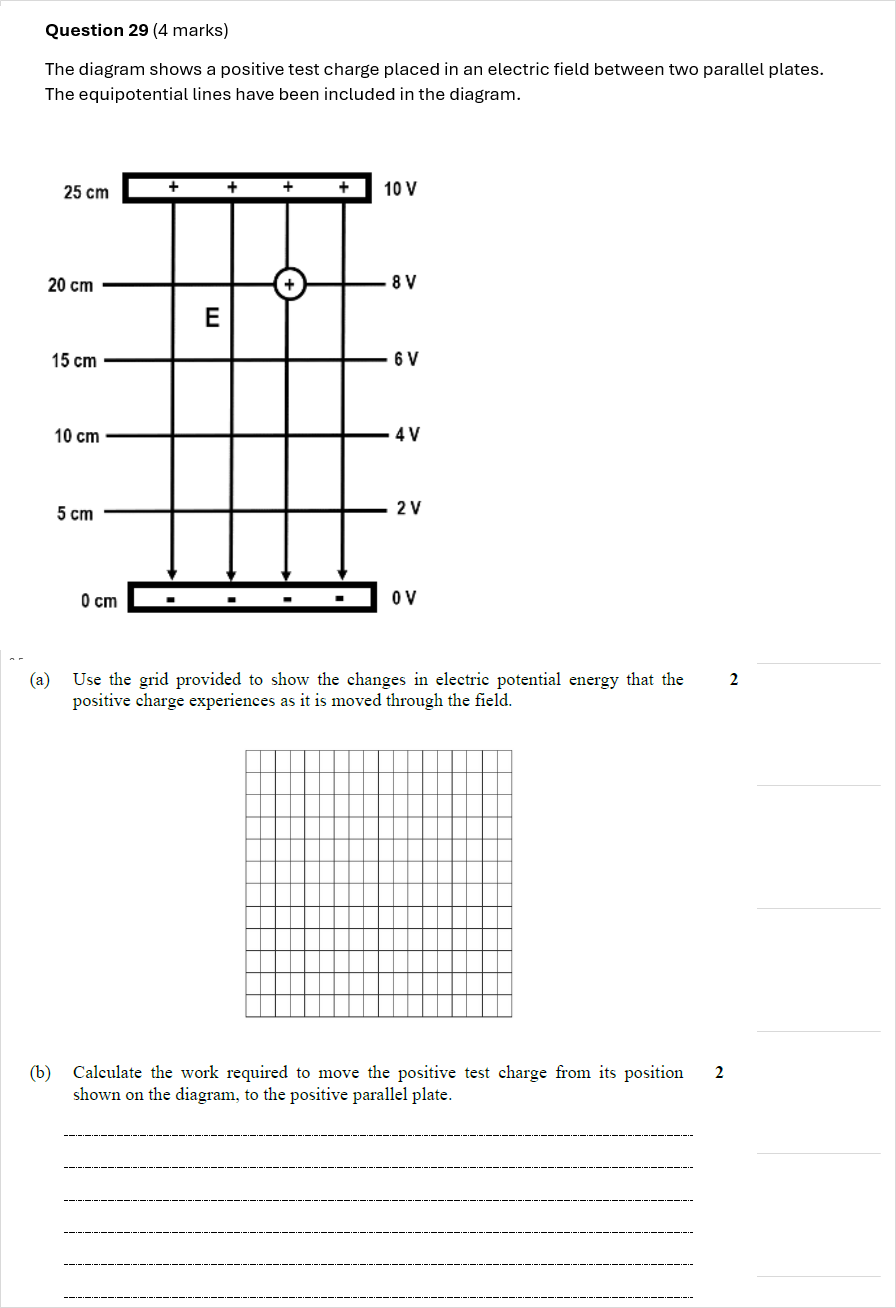 Question 29 (4 marks)
The diagram shows a positive test charge placed in an electric field between two parallel plates.
The equipotential lines have been included in the diagram.
25 cm + + + + 10 V
20 cm + 8 V
E
15 cm 6 V
10 cm 4 V
5 cm 2 V
0 cm - - - - 0 V
(a) Use the grid provided to show the changes in electric potential energy that the 2
positive charge experiences as it is moved through the field.
(b) Calculate the work required to move the positive test charge from its position 2
shown on the diagram, to the positive parallel plate.